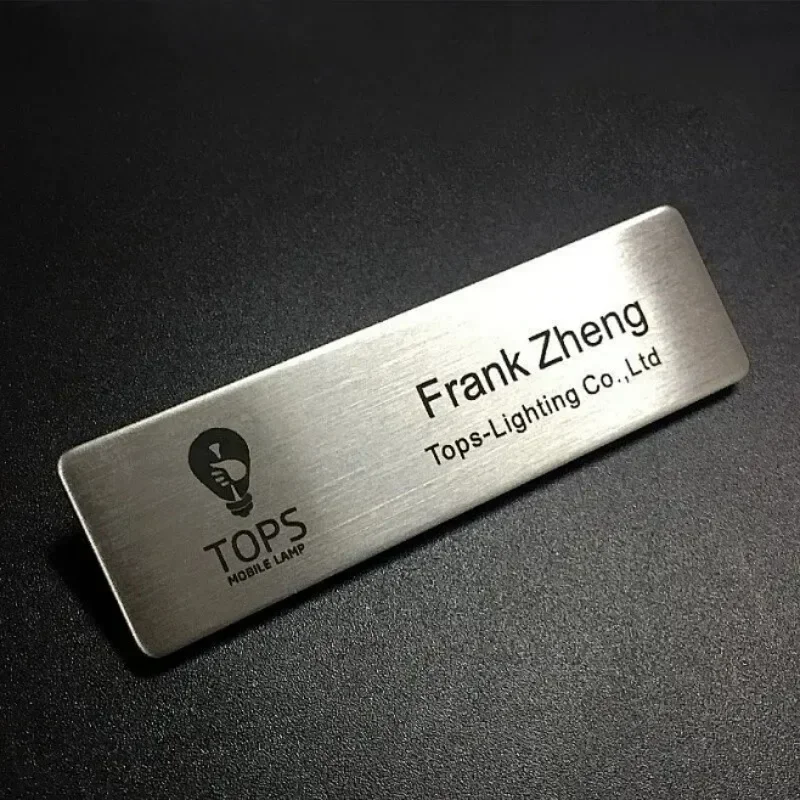 TOPS
MOBILE LAMP
Frank Zheng
Tops-Lighting Co.,Ltd